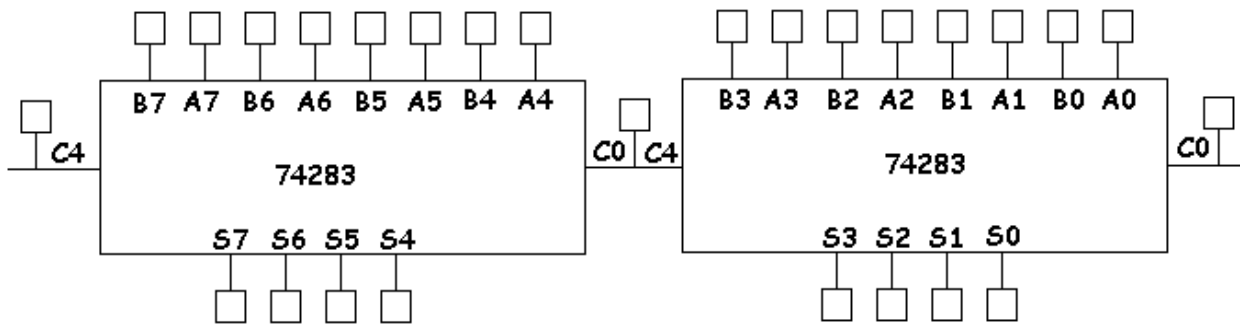 B7 A7 B6 A6 B5 A5 B4 A4 B3 A3 B2 A2 B1 A1 B0 A0
C4 C0 C4 C0
74283 74283
S7 S6 S5 S4 S3 S2 S1 S0